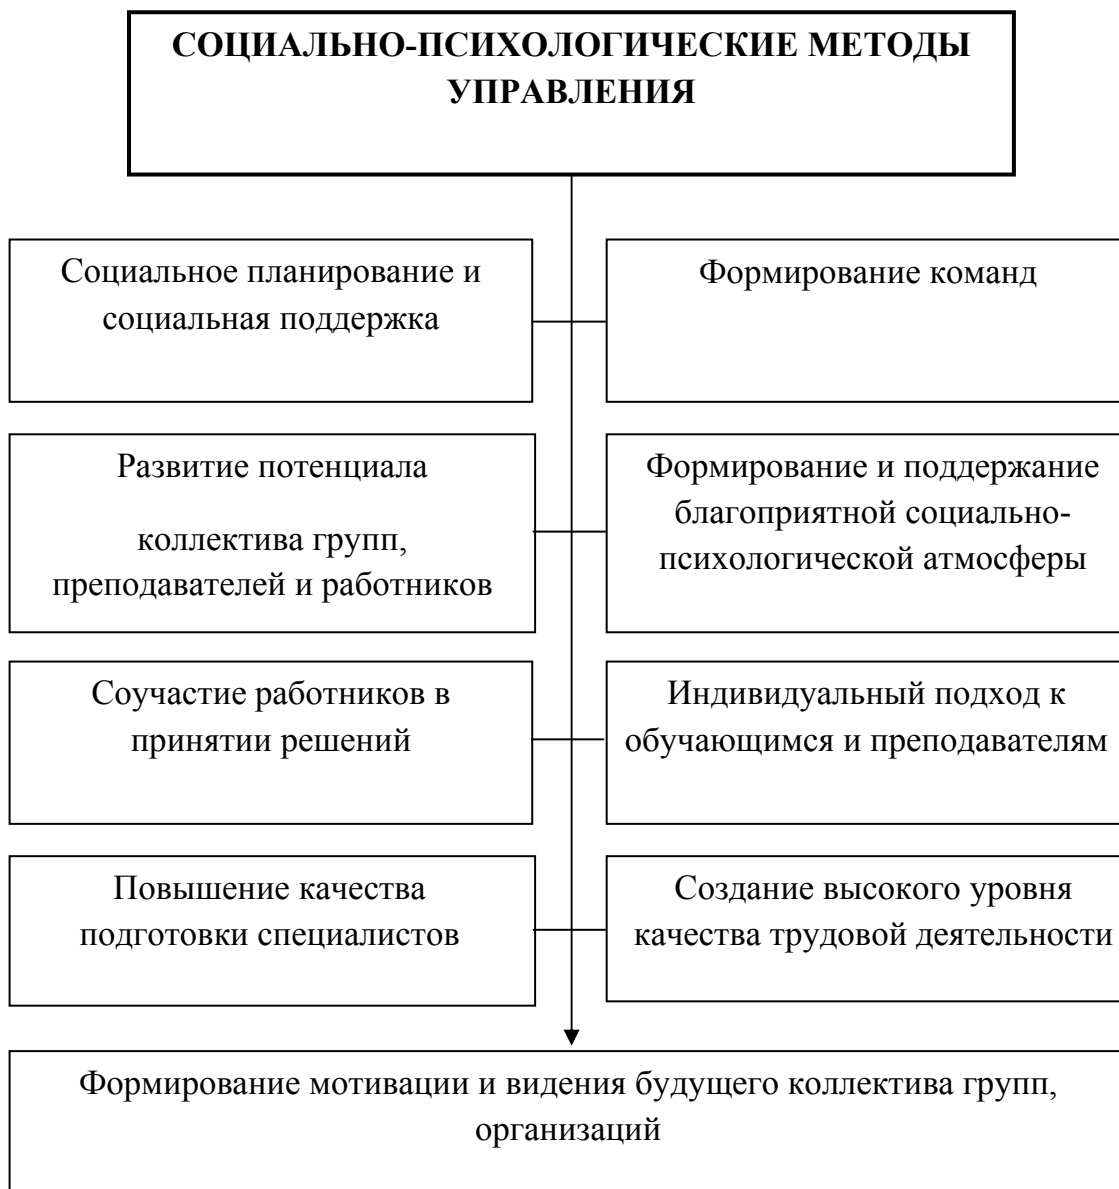 СОЦИАЛЬНО-ПСИХОЛОГИЧЕСКИЕ МЕТОДЫ
УПРАВЛЕНИЯ
Социальное планирование и
социальная поддержка
Формирование команд
Развитие потенциала
коллектива групп,
преподавателей и работников
Формирование и поддержание
благоприятной социально-
психологической атмосферы
Соучастие работников в
принятии решений
Индивидуальный подход к
обучающимся и преподавателям
Повышение качества
подготовки специалистов
Создание высокого уровня
качества трудовой деятельности
Формирование мотивации и видения будущего коллектива групп,
организаций